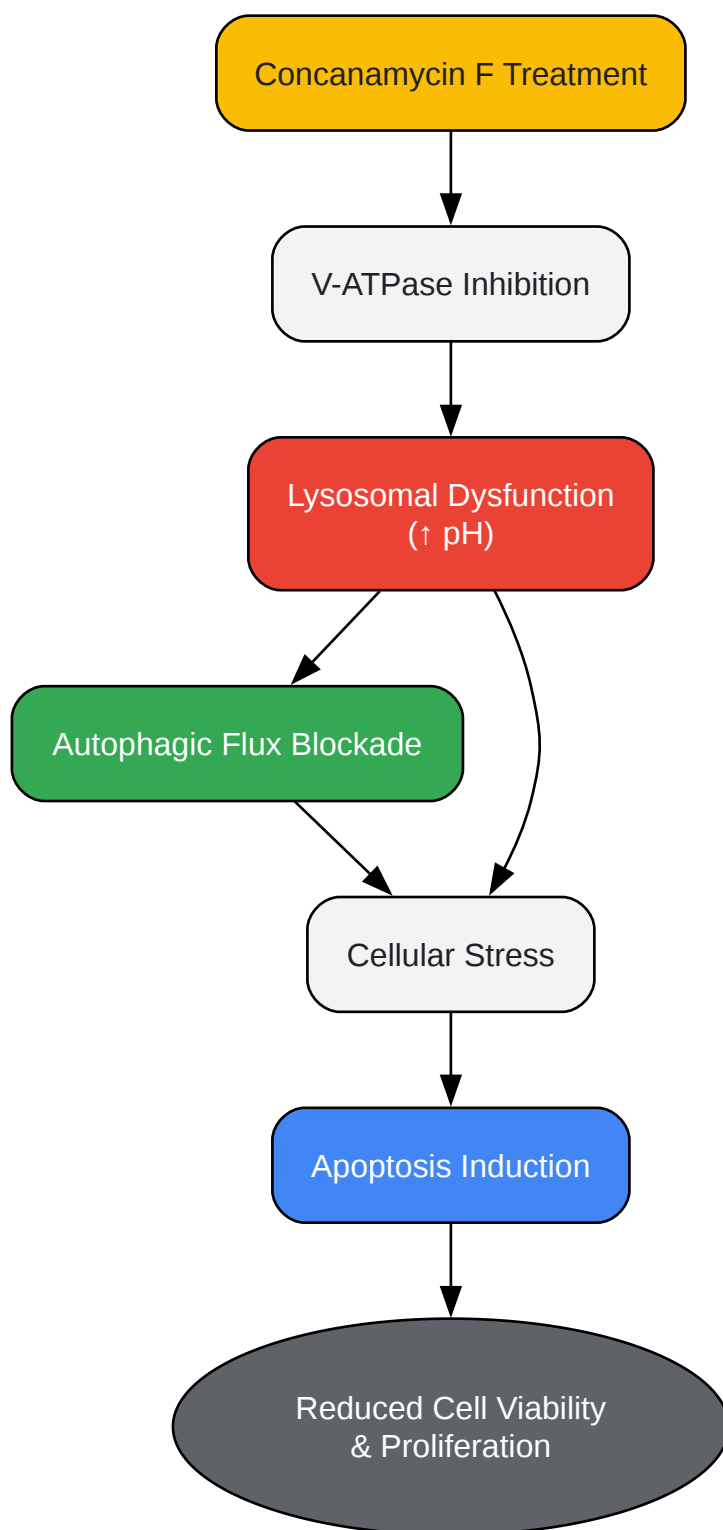 Concanamycin F Treatment
V-ATPase Inhibition
Lysosomal Dysfunction
(↑ pH)
Autophagic Flux Blockade
Cellular Stress
Apoptosis Induction
Reduced Cell Viability
& Proliferation